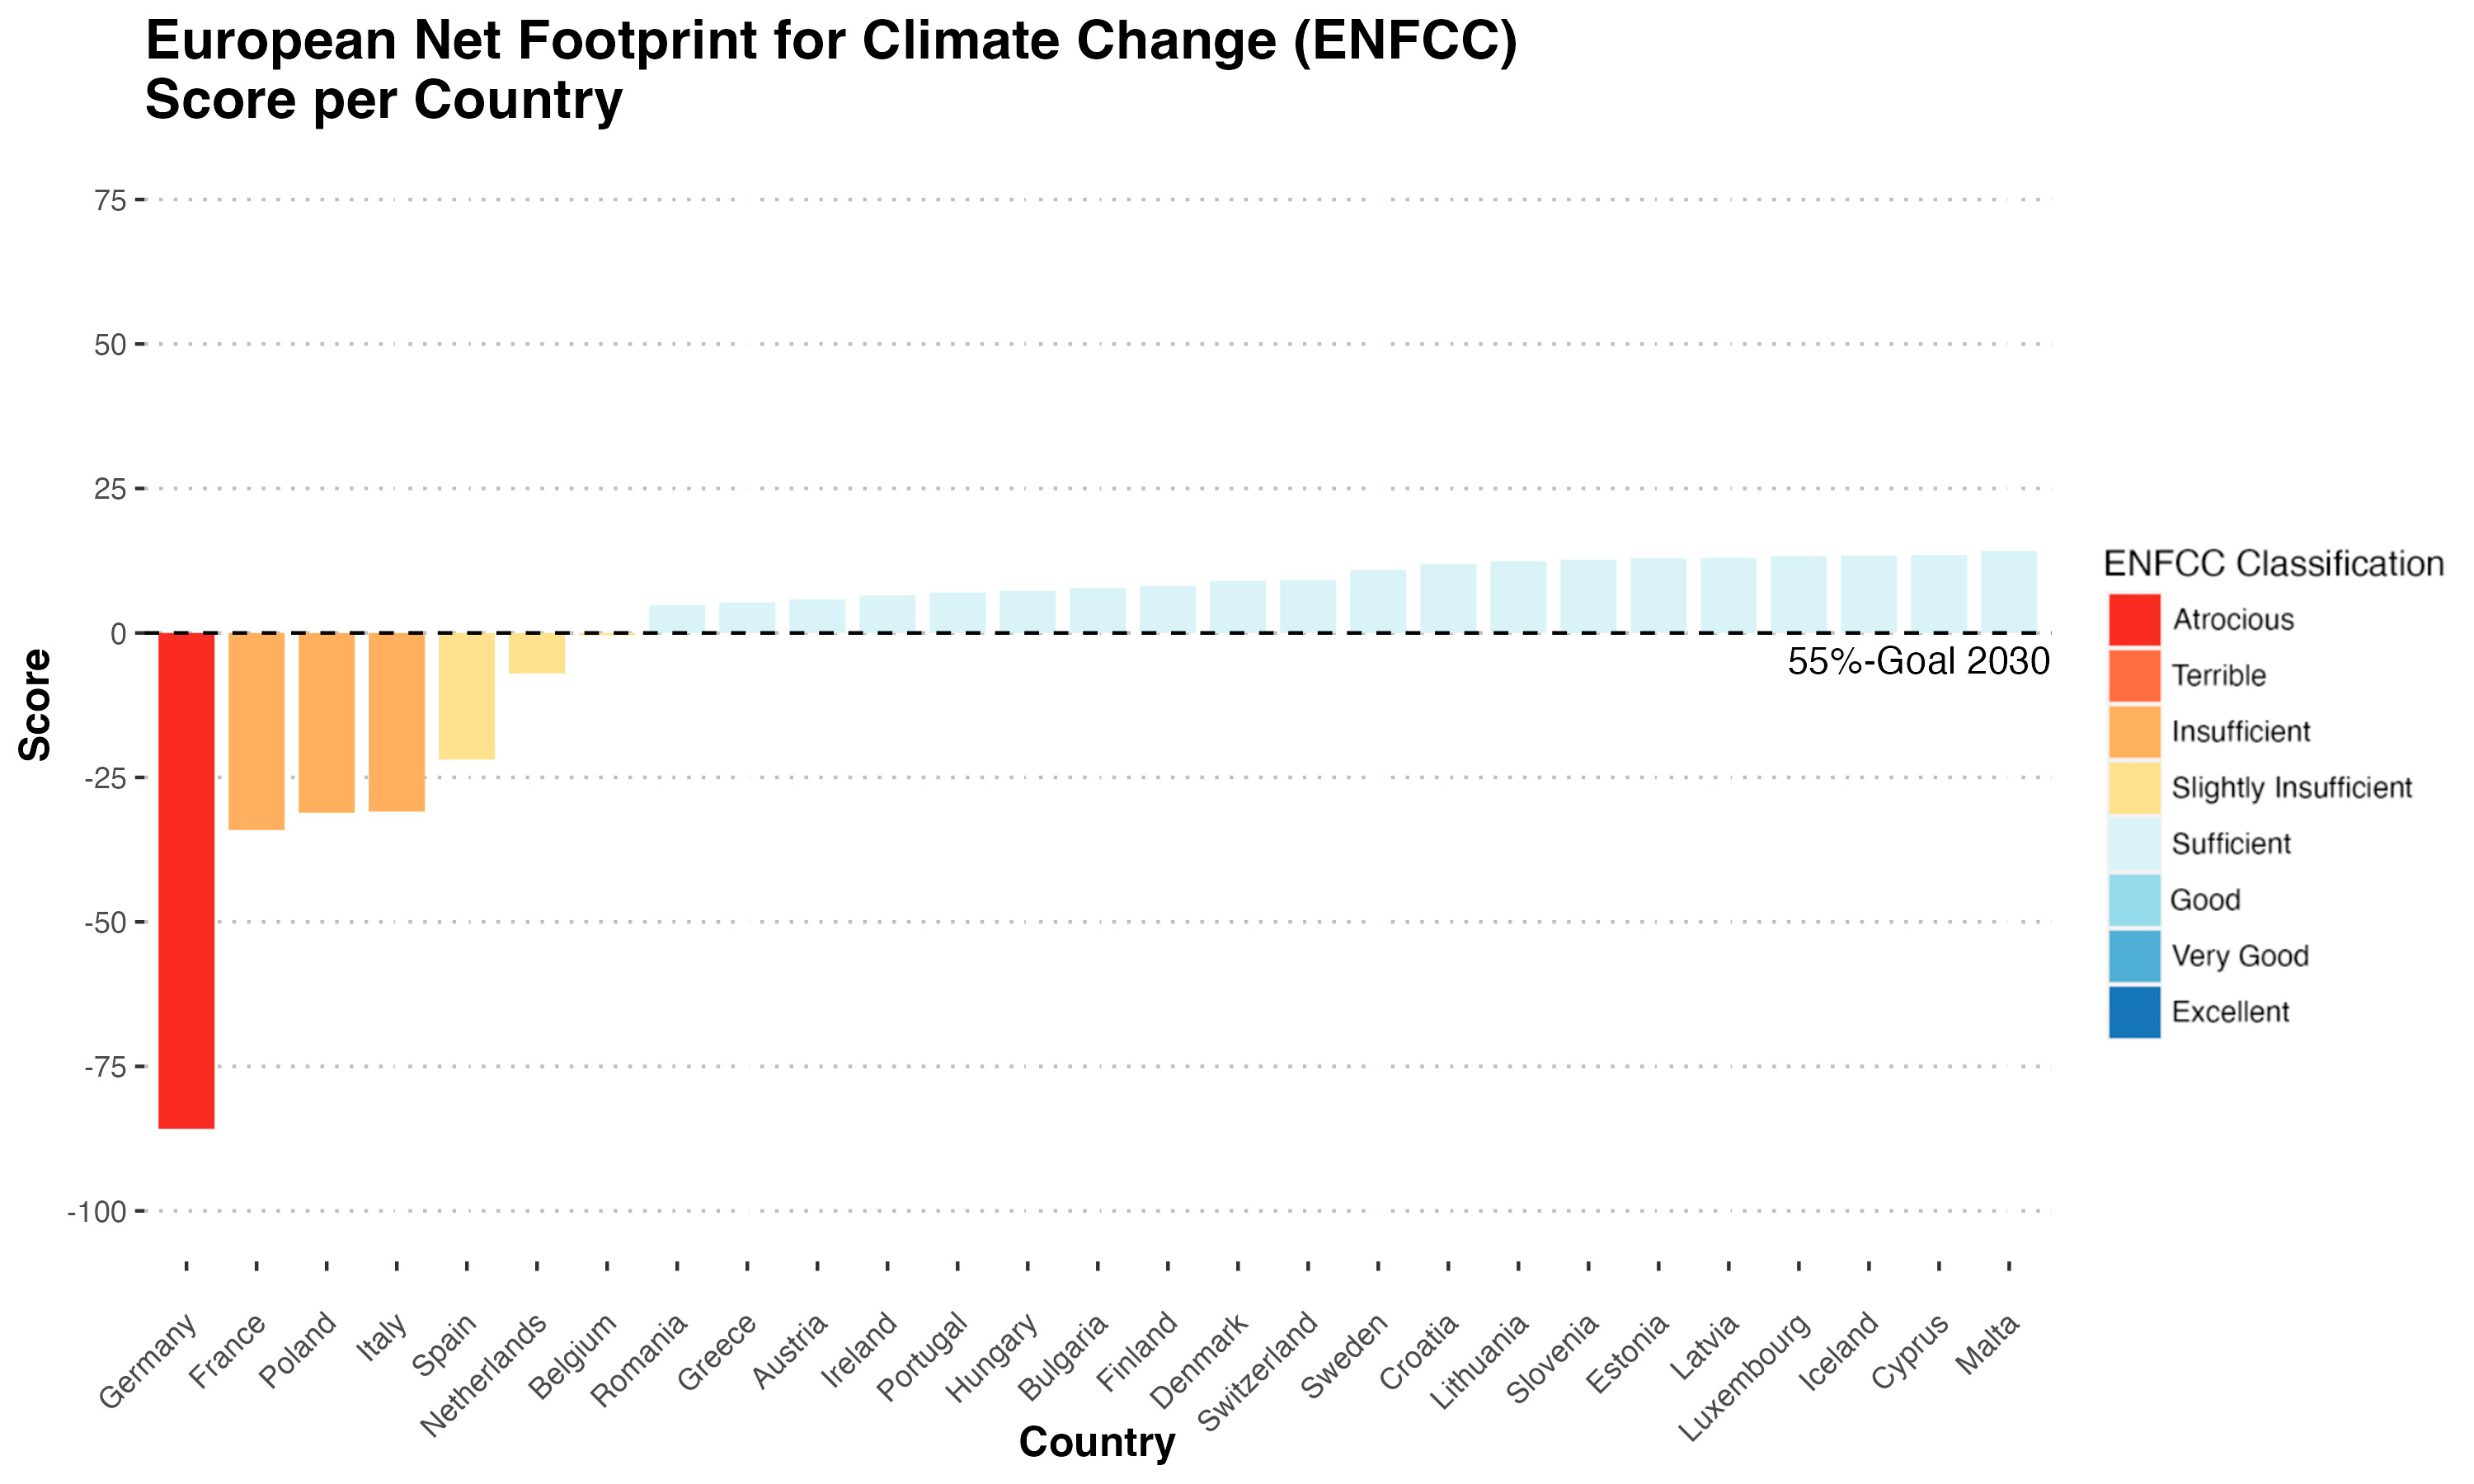 European Net Footprint for Climate Change (ENFCC)
Score per Country
75
50
25
0
-25
-50
-75
-100
Score
55%-Goal 2030
ENFCC Classification
Atrocious
Terrible
Insufficient
Slightly Insufficient
Sufficient
Good
Very Good
Excellent
Germany
France
Poland
Italy
Spain
Netherlands
Belgium
Romania
Greece
Austria
Ireland
Portugal
Hungary
Bulgaria
Finland
Denmark
Switzerland
Sweden
Croatia
Lithuania
Slovenia
Estonia
Latvia
Luxembourg
Iceland
Cyprus
Malta
Country